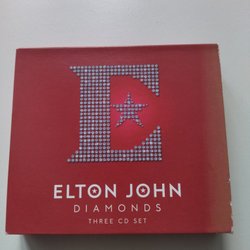 E
ELTON JOHN
DIAMONDS
THREE CD SET